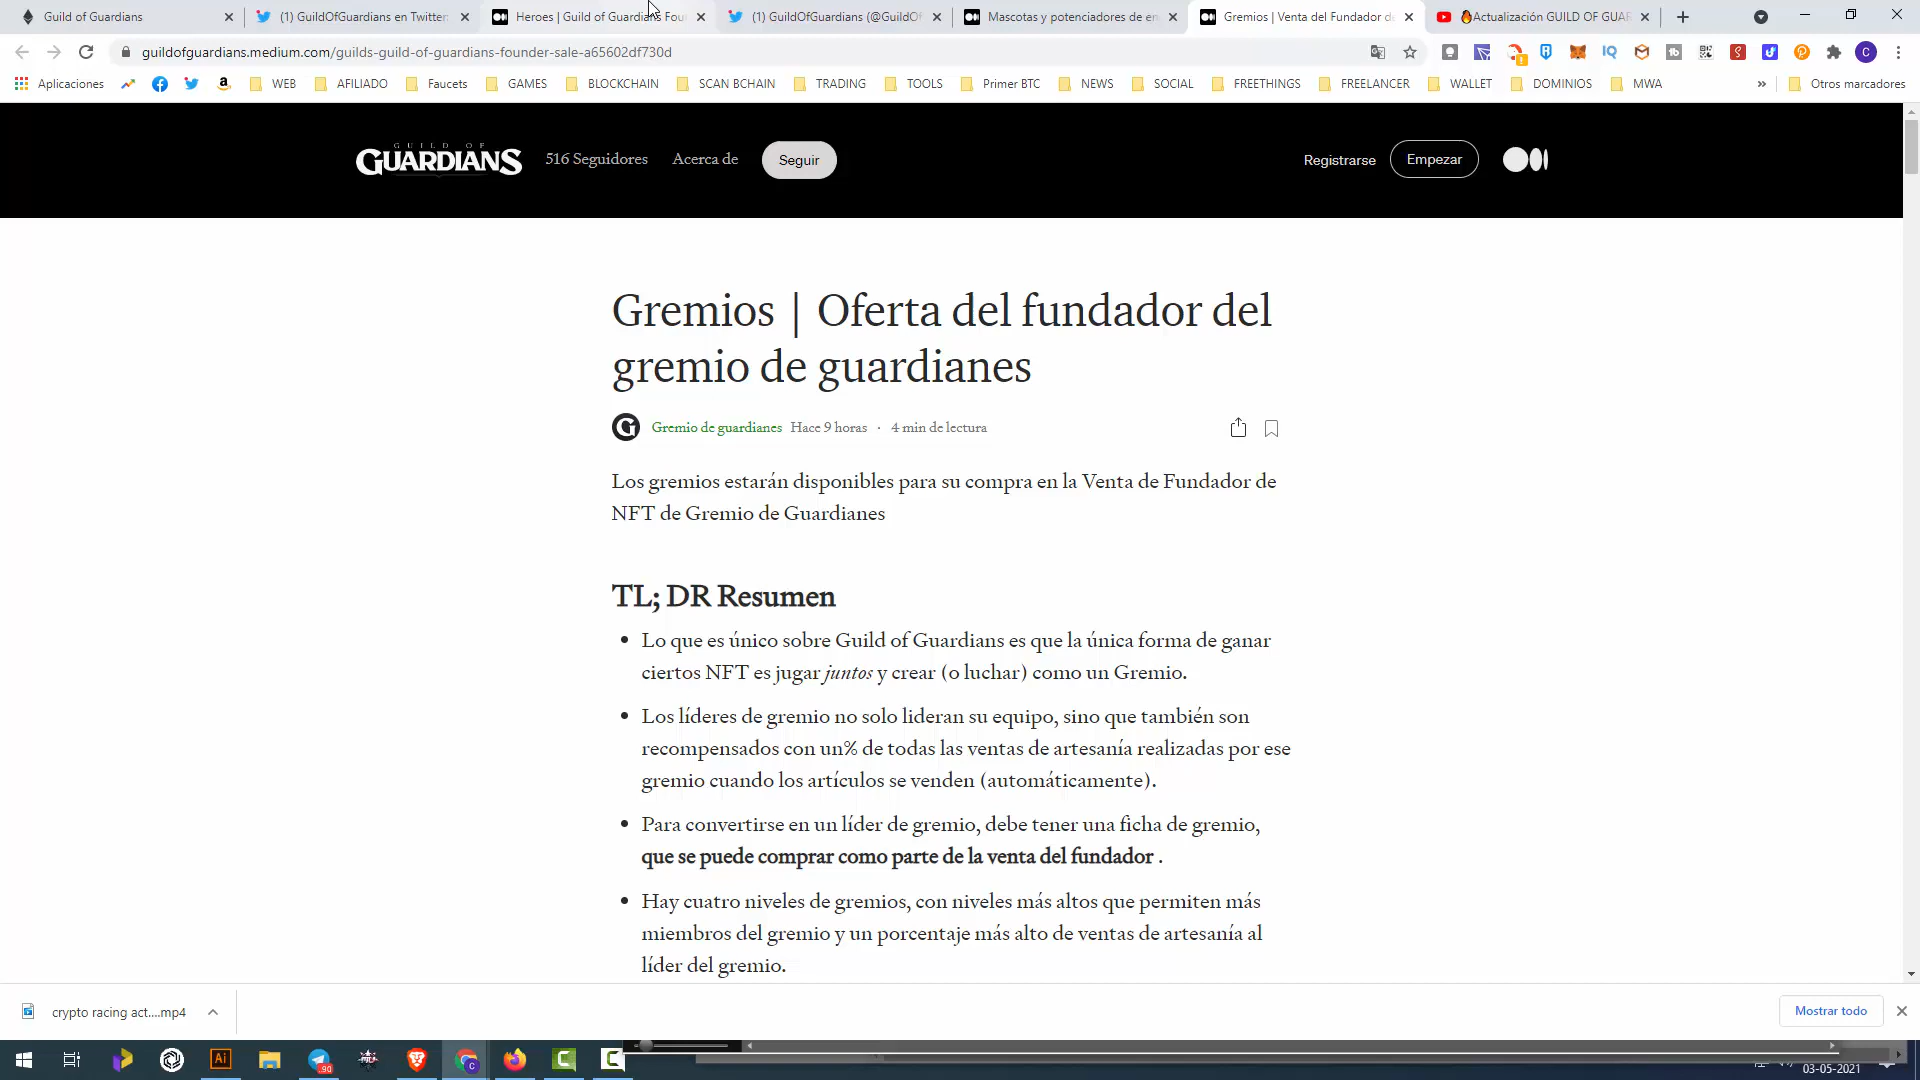 Guild of Guardians
(1) GuildOfGuardians en Twitter
Heroes | Guild of Guardians Fou
(1) GuildOfGuardians (@GuildOf
Mascotas y potenciadores de en
Gremios | Venta del Fundador de
🔥Actualización GUILD OF GUAR
guildofguardians.medium.com/guilds-guild-of-guardians-founder-sale-a65602df730d
Aplicaciones
WEB
AFILIADO
Faucets
GAMES
BLOCKCHAIN
SCAN BCHAIN
TRADING
TOOLS
Primer BTC
NEWS
SOCIAL
FREETHINGS
FREELANCER
WALLET
DOMINIOS
MWA
» Otros marcadores
GUILD OF
GUARDIANS
516 Seguidores
Acerca de
Seguir
Registrarse
Empezar
Gremios | Oferta del fundador del
gremio de guardianes
Gremio de guardianes Hace 9 horas · 4 min de lectura
Los gremios estarán disponibles para su compra en la Venta de Fundador de
NFT de Gremio de Guardianes
TL; DR Resumen
• Lo que es único sobre Guild of Guardians es que la única forma de ganar
ciertos NFT es jugar juntos y crear (o luchar) como un Gremio.
• Los líderes de gremio no solo lideran su equipo, sino que también son
recompensados con un% de todas las ventas de artesanía realizadas por ese
gremio cuando los artículos se venden (automáticamente).
• Para convertirse en un líder de gremio, debe tener una ficha de gremio,
que se puede comprar como parte de la venta del fundador .
• Hay cuatro niveles de gremios, con niveles más altos que permiten más
miembros del gremio y un porcentaje más alto de ventas de artesanía al
líder del gremio.
crypto racing act....mp4
Mostrar todo
90
03-05-2021